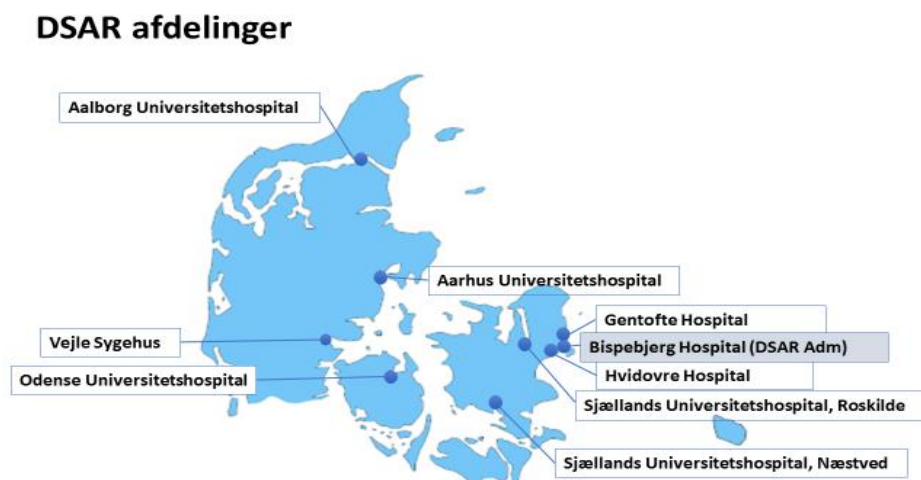 DSAR afdelinger
Aalborg Universitetshospital
Aarhus Universitetshospital
Gentofte Hospital
Vejle Sygehus
Bispebjerg Hospital (DSAR Adm)
Odense Universitetshospital
Hvidovre Hospital
Sjællands Universitetshospital, Roskilde
Sjællands Universitetshospital, Næstved